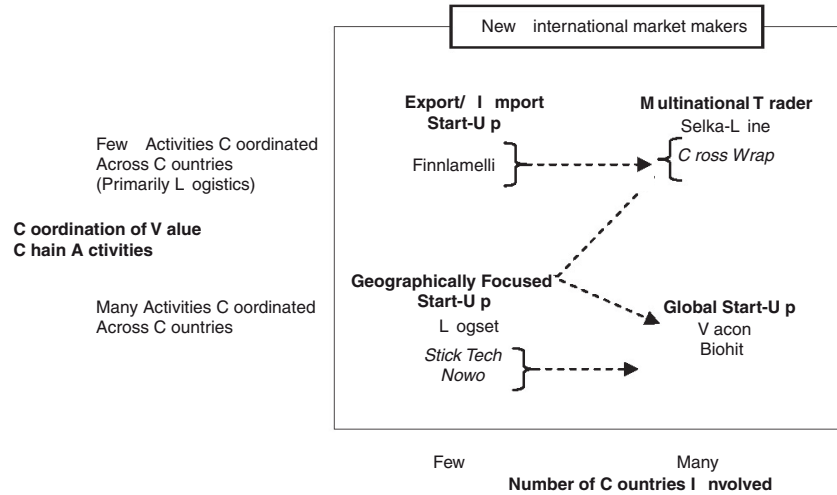 New international market makers
Export/ Import
Start-Up
Multinational Trader
Selka-Line
Few Activities Coordinated
Across Countries
(Primarily Logistics)
Finnlamelli
Cross Wrap
Coordination of Value
Chain Activities
Geographically Focused
Start-Up
Many Activities Coordinated
Across Countries
Logset
Stick Tech
Nowo
Global Start-Up
Vacon
Biohit
Few
Many
Number of Countries Involved